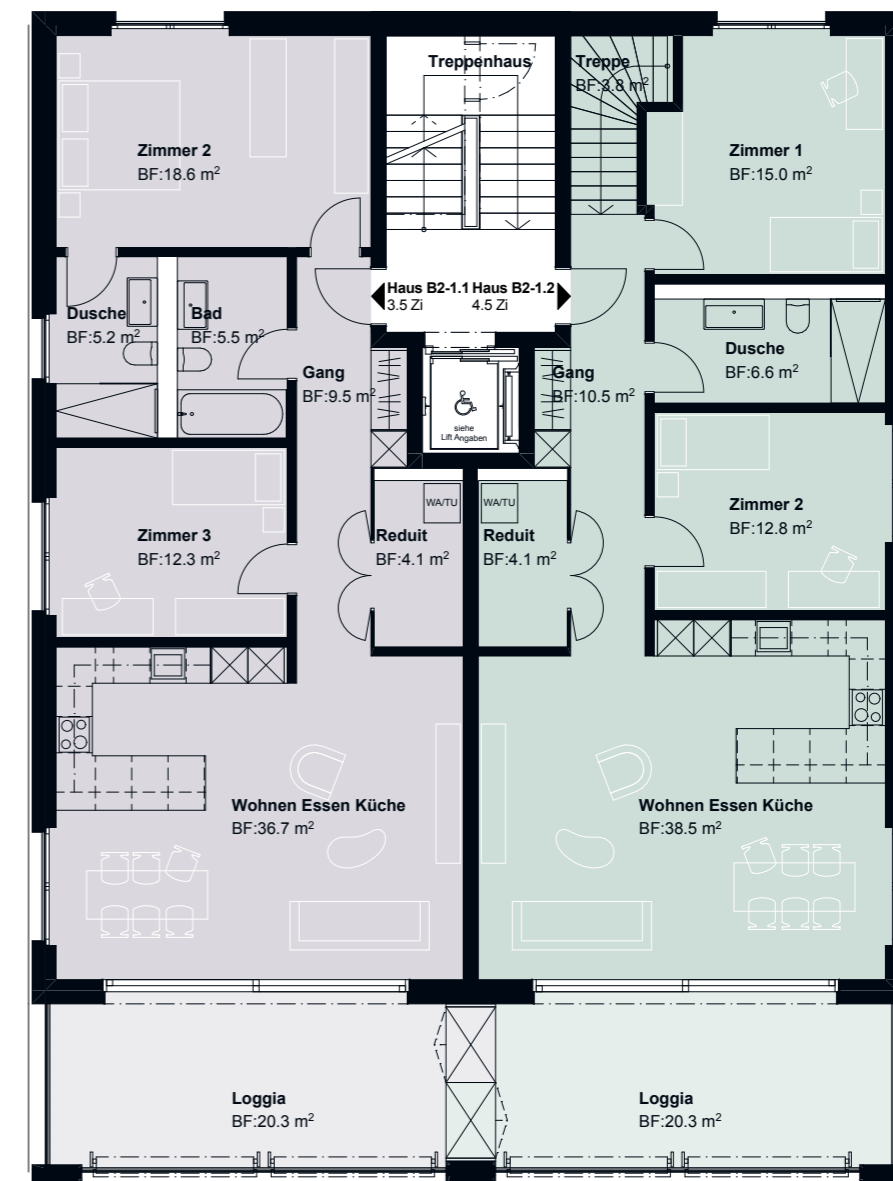 Treppenhaus
Treppe
BF:3.8 m²
Zimmer 2
BF:18.6 m²
Zimmer 1
BF:15.0 m²
Haus B2-1.1 Haus B2-1.2
3.5 Zi 4.5 Zi
Dusche
BF:5.2 m²
Bad
BF:5.5 m²
Gang
BF:9.5 m²
siehe
Lift Angaben
Gang
BF:10.5 m²
Dusche
BF:6.6 m²
Zimmer 3
BF:12.3 m²
WA/TU
Reduit
BF:4.1 m²
WA/TU
Reduit
BF:4.1 m²
Zimmer 2
BF:12.8 m²
Wohnen Essen Küche
BF:36.7 m²
Wohnen Essen Küche
BF:38.5 m²
Loggia
BF:20.3 m²
Loggia
BF:20.3 m²